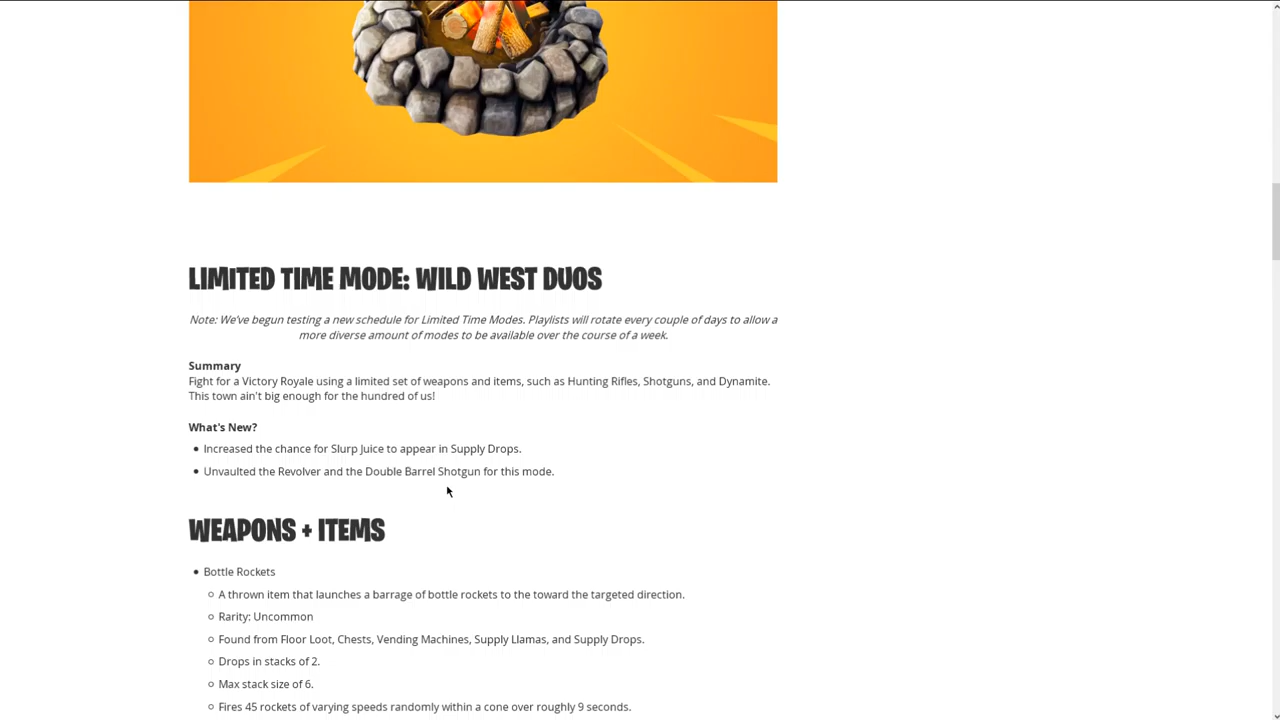 LIMITED TIME MODE: WILD WEST DUOS
Note: We've begun testing a new schedule for Limited Time Modes. Playlists will rotate every couple of days to allow a
more diverse amount of modes to be available over the course of a week.
Summary
Fight for a Victory Royale using a limited set of weapons and items, such as Hunting Rifles, Shotguns, and Dynamite.
This town ain't big enough for the hundred of us!
What's New?
• Increased the chance for Slurp Juice to appear in Supply Drops.
• Unvaulted the Revolver and the Double Barrel Shotgun for this mode.
WEAPONS + ITEMS
• Bottle Rockets
○ A thrown item that launches a barrage of bottle rockets to the toward the targeted direction.
○ Rarity: Uncommon
○ Found from Floor Loot, Chests, Vending Machines, Supply Llamas, and Supply Drops.
○ Drops in stacks of 2.
○ Max stack size of 6.
○ Fires 45 rockets of varying speeds randomly within a cone over roughly 9 seconds.